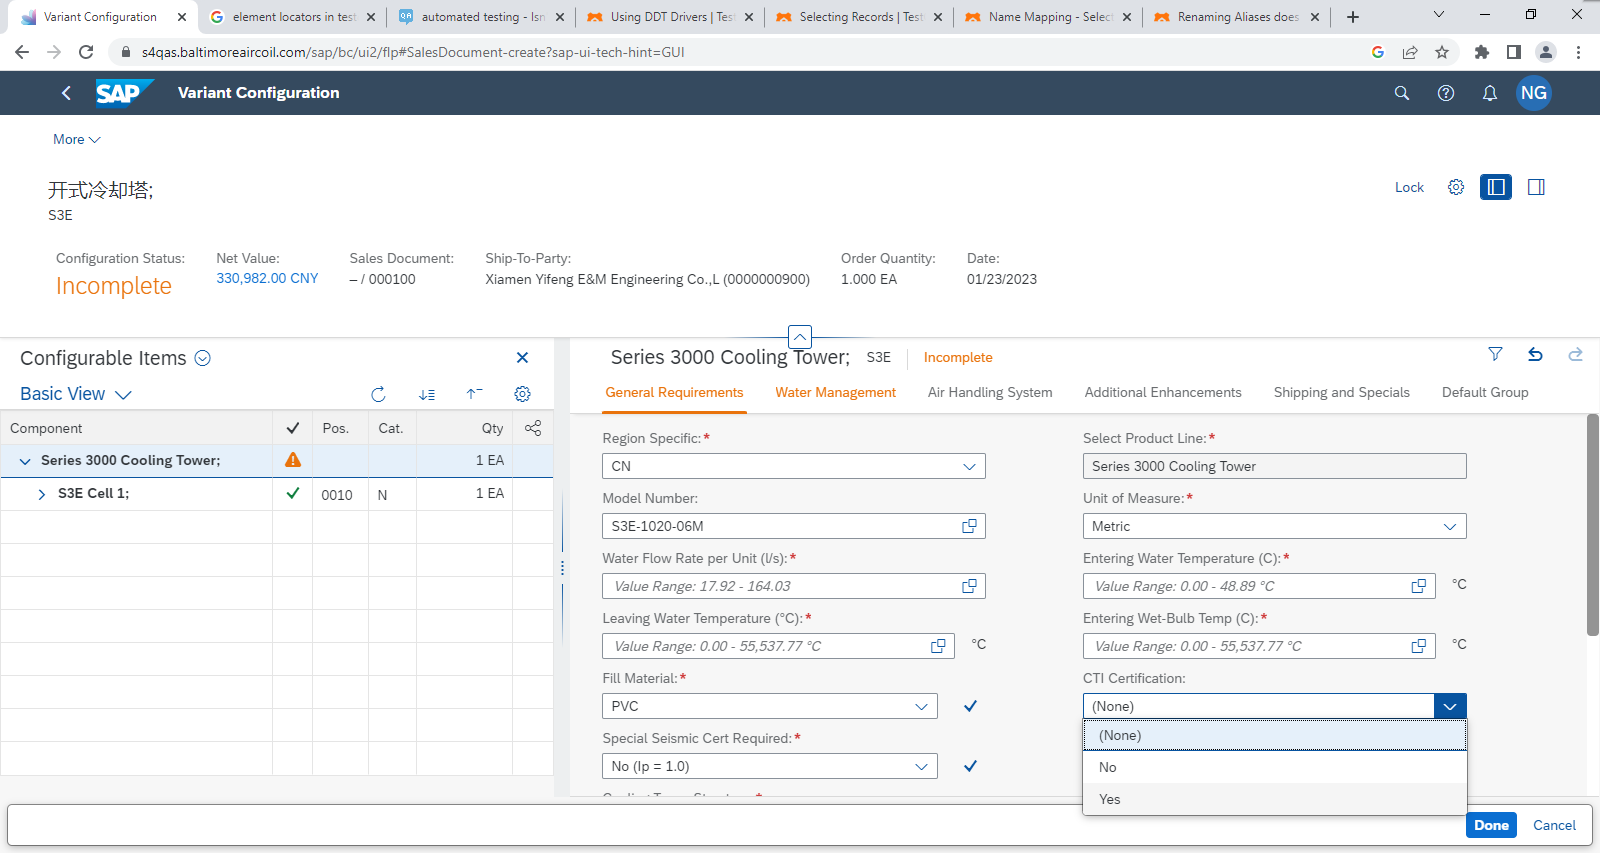 Variant Configuration
element locators in test
automated testing - Isn
Using DDT Drivers | Test
Selecting Records | Test
Name Mapping - Select
Renaming Aliases does
s4qas.baltimoreaircoil.com/sap/bc/ui2/flp#SalesDocument-create?sap-ui-tech-hint=GUI
SAP
Variant Configuration
NG
More
开式冷却塔;
S3E
Lock
Configuration Status:
Incomplete
Net Value:
330,982.00 CNY
Sales Document:
– / 000100
Ship-To-Party:
Xiamen Yifeng E&M Engineering Co.,L (0000000900)
Order Quantity:
1.000 EA
Date:
01/23/2023
Configurable Items
Basic View
Component Pos. Cat. Qty
Series 3000 Cooling Tower; 1 EA
S3E Cell 1; 0010 N 1 EA
Series 3000 Cooling Tower; S3E Incomplete
General Requirements Water Management Air Handling System Additional Enhancements Shipping and Specials Default Group
Region Specific:*
CN
Select Product Line:*
Series 3000 Cooling Tower
Model Number:
S3E-1020-06M
Unit of Measure:*
Metric
Water Flow Rate per Unit (l/s):*
Value Range: 17.92 - 164.03
Entering Water Temperature (C):*
Value Range: 0.00 - 48.89 °C
°C
Leaving Water Temperature (°C):*
Value Range: 0.00 - 55,537.77 °C
°C
Entering Wet-Bulb Temp (C):*
Value Range: 0.00 - 55,537.77 °C
°C
Fill Material:*
PVC
CTI Certification:
(None)
(None)
No
Yes
Special Seismic Cert Required:*
No (Ip = 1.0)
Done
Cancel